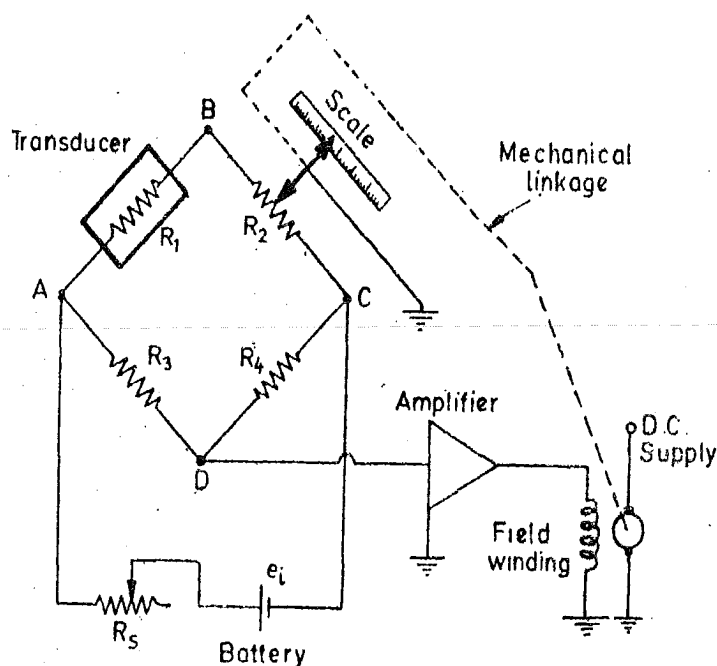 B
Scale
Transducer
Mechanical
linkage
R1
R2
A
C
R3
R4
Amplifier
D.C.
Supply
D
Field
winding
ei
RS
Battery